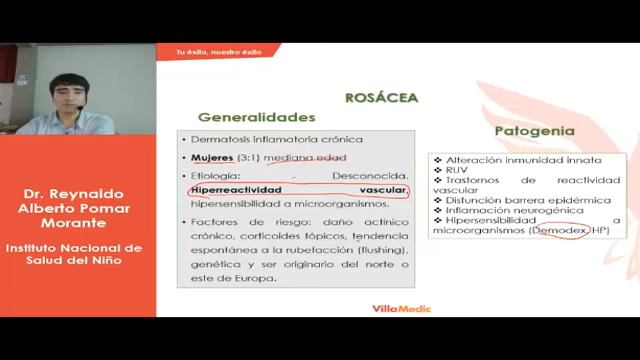 Tu éxito, nuestro éxito
ROSÁCEA
Generalidades
Dermatosis inflamatoria crónica
Mujeres (3:1) mediana edad
Etiología: Desconocida.
Hiperreactividad vascular,
hipersensibilidad a microorganismos.
Factores de riesgo: daño actínico
crónico, corticoides tópicos, tendencia
espontánea a la rubefacción (flushing),
genética y ser originario del norte o
este de Europa.
Patogenia
Alteración inmunidad innata
RUV
Trastornos de reactividad
vascular
Disfunción barrera epidérmica
Inflamación neurogénica
Hipersensibilidad a
microorganismos (Demodex, HP)
Dr. Reynaldo
Alberto Pomar
Morante
Instituto Nacional de
Salud del Niño
VillaMedic